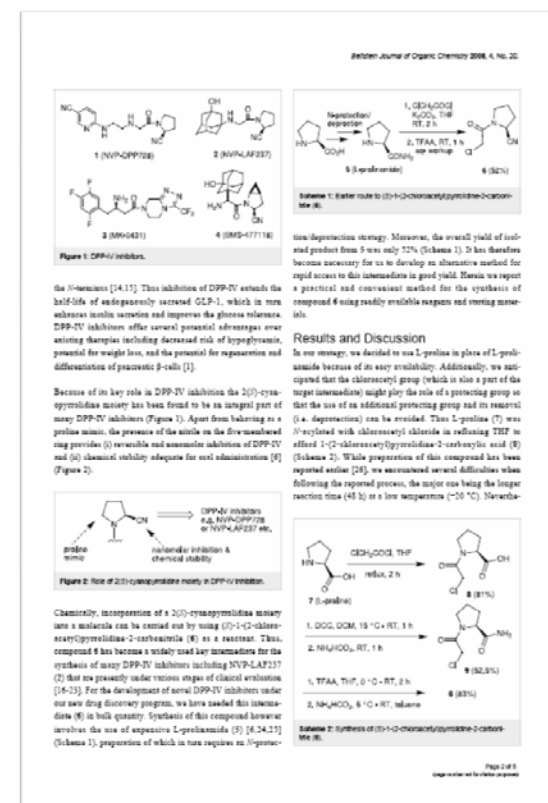 Beilstein Journal of Organic Chemistry 2008, 4, No. 20.
NC
OH
1 (NVP-DPP728)
2 (NVP-LAF237)
3 (MK-0431)
4 (BMS-477118)
Figure 1: DPP-IV inhibitors.
the N-terminus [14,15]. Thus inhibition of DPP-IV extends the
half-life of endogenously secreted GLP-1, which in turn
enhances insulin secretion and improves the glucose tolerance.
DPP-IV inhibitors offer several potential advantages over
existing therapies including decreased risk of hypoglycemia,
potential for weight loss, and the potential for regeneration and
differentiation of pancreatic β-cells [1].
Because of its key role in DPP-IV inhibition the 2(S)-cyan-
opyrrolidine moiety has been found to be an integral part of
many DPP-IV inhibitors (Figure 1). Apart from behaving as a
proline mimic, the presence of the nitrile on the five-membered
ring provides (i) reversible and nanomolar inhibition of DPP-IV
and (ii) chemical stability adequate for oral administration [6]
(Figure 2).
DPP-IV inhibitors
e.g. NVP-DPP728
or NVP-LAF237 etc.
proline
mimic
nanomolar inhibition &
chemical stability
Figure 2: Role of 2(S)-cyanopyrrolidine moiety in DPP-IV inhibition.
Chemically, incorporation of a 2(S)-cyanopyrrolidine moiety
into a molecule can be carried out by using (S)-1-(2-chloro-
acetyl)pyrrolidine-2-carbonitrile (6) as a reactant. Thus,
compound 6 has become a widely used key intermediate for the
synthesis of many DPP-IV inhibitors including NVP-LAF237
(2) that are presently under various stages of clinical evaluation
[16-23]. For the development of novel DPP-IV inhibitors under
our new drug discovery program, we have needed this interme-
diate (6) in bulk quantity. Synthesis of this compound however
involves the use of expensive L-prolinamide (5) [6,24,25]
(Scheme 1), preparation of which in turn requires an N-protec-
N-protection/
deprotection
1. ClCH2COCl
K2CO3, THF
RT, 2 h
2. TFAA, RT, 1 h
aq workup
5 (L-prolinamide)
6 (52%)
Scheme 1: Earlier route to (S)-1-(2-chloroacetyl)pyrrolidine-2-carboni-
trile (6).
tion/deprotection strategy. Moreover, the overall yield of isol-
ated product from 5 was only 52% (Scheme 1). It has therefore
become necessary for us to develop an alternative method for
rapid access to this intermediate in good yield. Herein we report
a practical and convenient method for the synthesis of
compound 6 using readily available reagents and starting mater-
ials.
Results and Discussion
In our strategy, we decided to use L-proline in place of L-proli-
namide because of its easy availability. Additionally, we anti-
cipated that the chloroacetyl group (which is also a part of the
target intermediate) might play the role of a protecting group so
that the use of an additional protecting group and its removal
(i.e. deprotection) can be avoided. Thus L-proline (7) was
N-acylated with chloroacetyl chloride in refluxing THF to
afford 1-(2-chloroacetyl)pyrrolidine-2-carboxylic acid (8)
(Scheme 2). While preparation of this compound has been
reported earlier [26], we encountered several difficulties when
following the reported process, the major one being the longer
reaction time (48 h) at a low temperature (−20 °C). Neverthe-
ClCH2COCl, THF
reflux, 2 h
7 (L-proline)
8 (81%)
1. DCC, DCM, 15 °C - RT, 1 h
2. NH4HCO3, RT, 1 h
9 (52.5%)
1. TFAA, THF, 0 °C - RT, 2 h
2. NH4HCO3, 5 °C - RT, toluene
6 (83%)
Scheme 2: Synthesis of (S)-1-(2-chloroacetyl)pyrrolidine-2-carboni-
trile (6).
Page 2 of 5
(page number not for citation purposes)